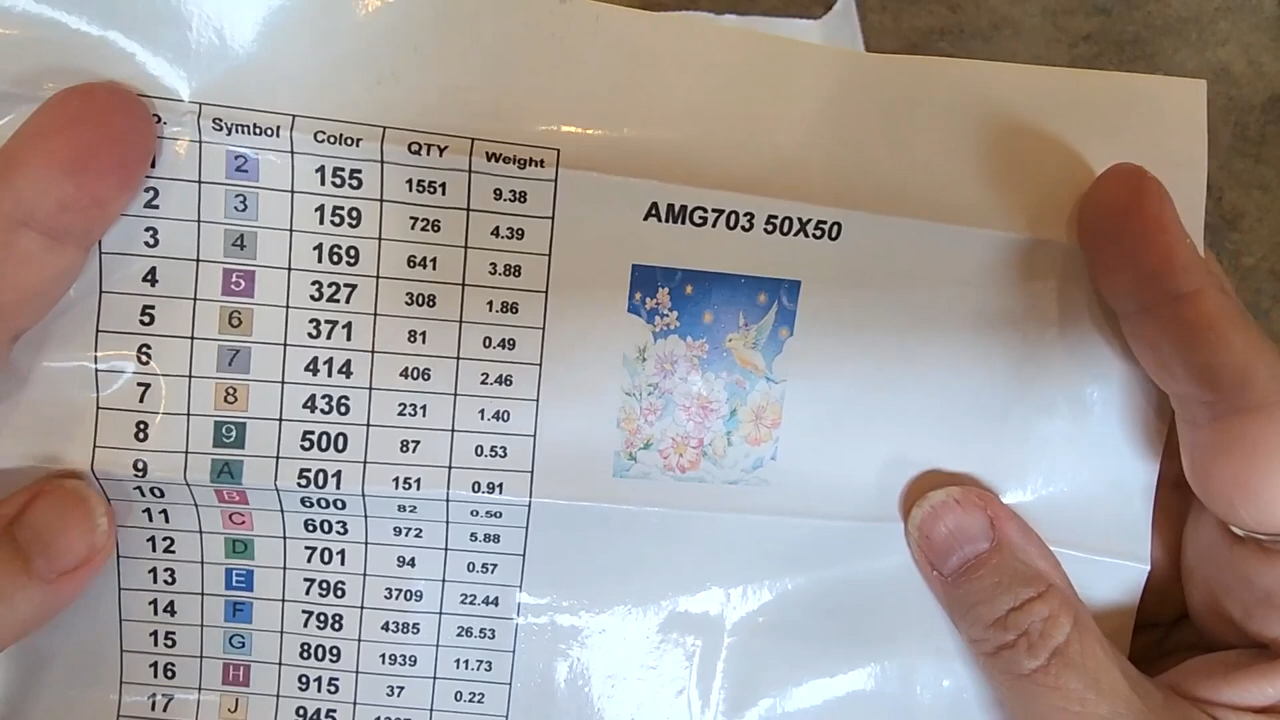 Symbol Color QTY Weight
2 155 1551 9.38
2 3 159 726 4.39
3 4 169 641 3.88
4 5 327 308 1.86
5 6 371 81 0.49
6 7 414 406 2.46
7 8 436 231 1.40
8 9 500 87 0.53
9 A 501 151 0.91
10 B 600 82 0.50
11 C 603 972 5.88
12 D 701 94 0.57
13 E 796 3709 22.44
14 F 798 4385 26.53
15 G 809 1939 11.73
16 H 915 37 0.22
17 J 945
AMG703 50X50